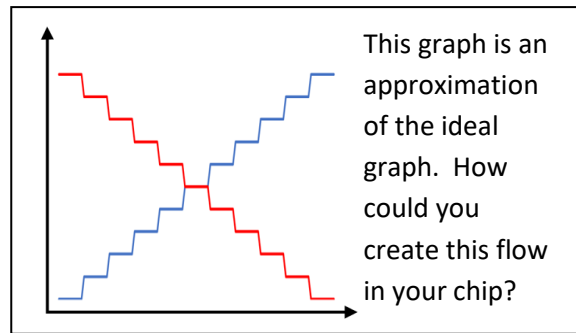 This graph is an
approximation
of the ideal
graph.  How
could you
create this flow
in your chip?